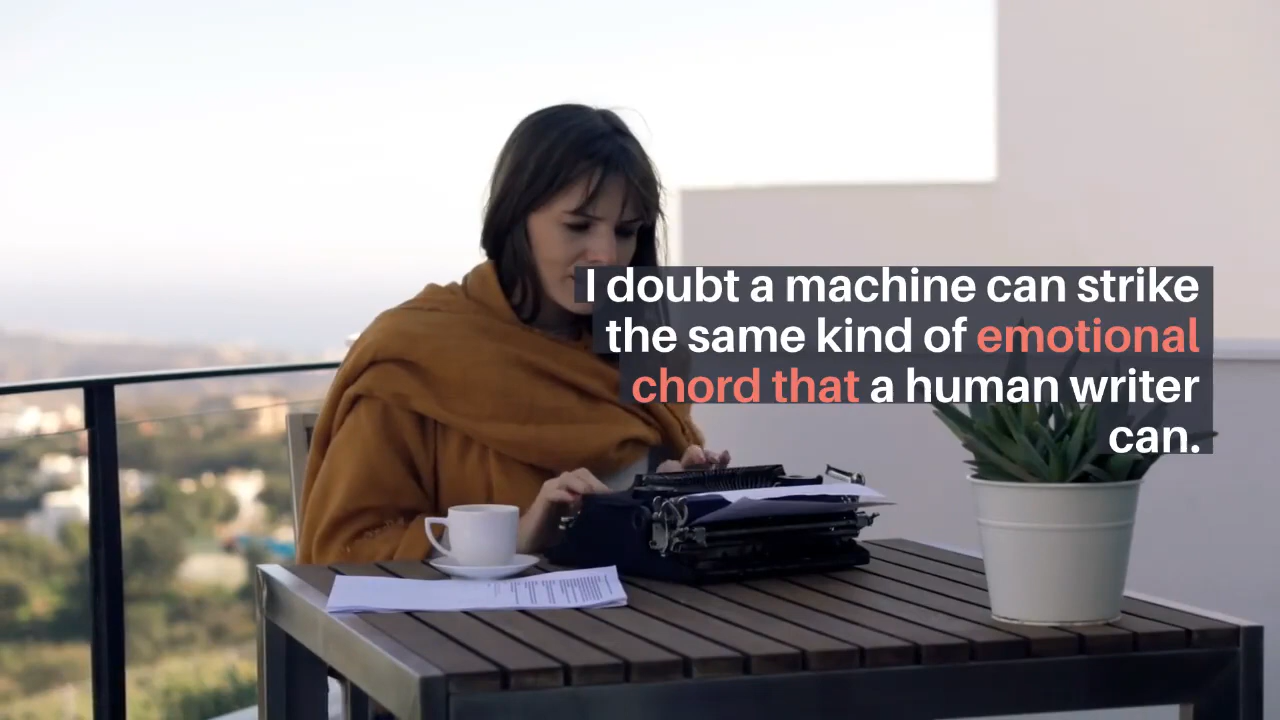 I doubt a machine can strike
the same kind of emotional
chord that a human writer
can.